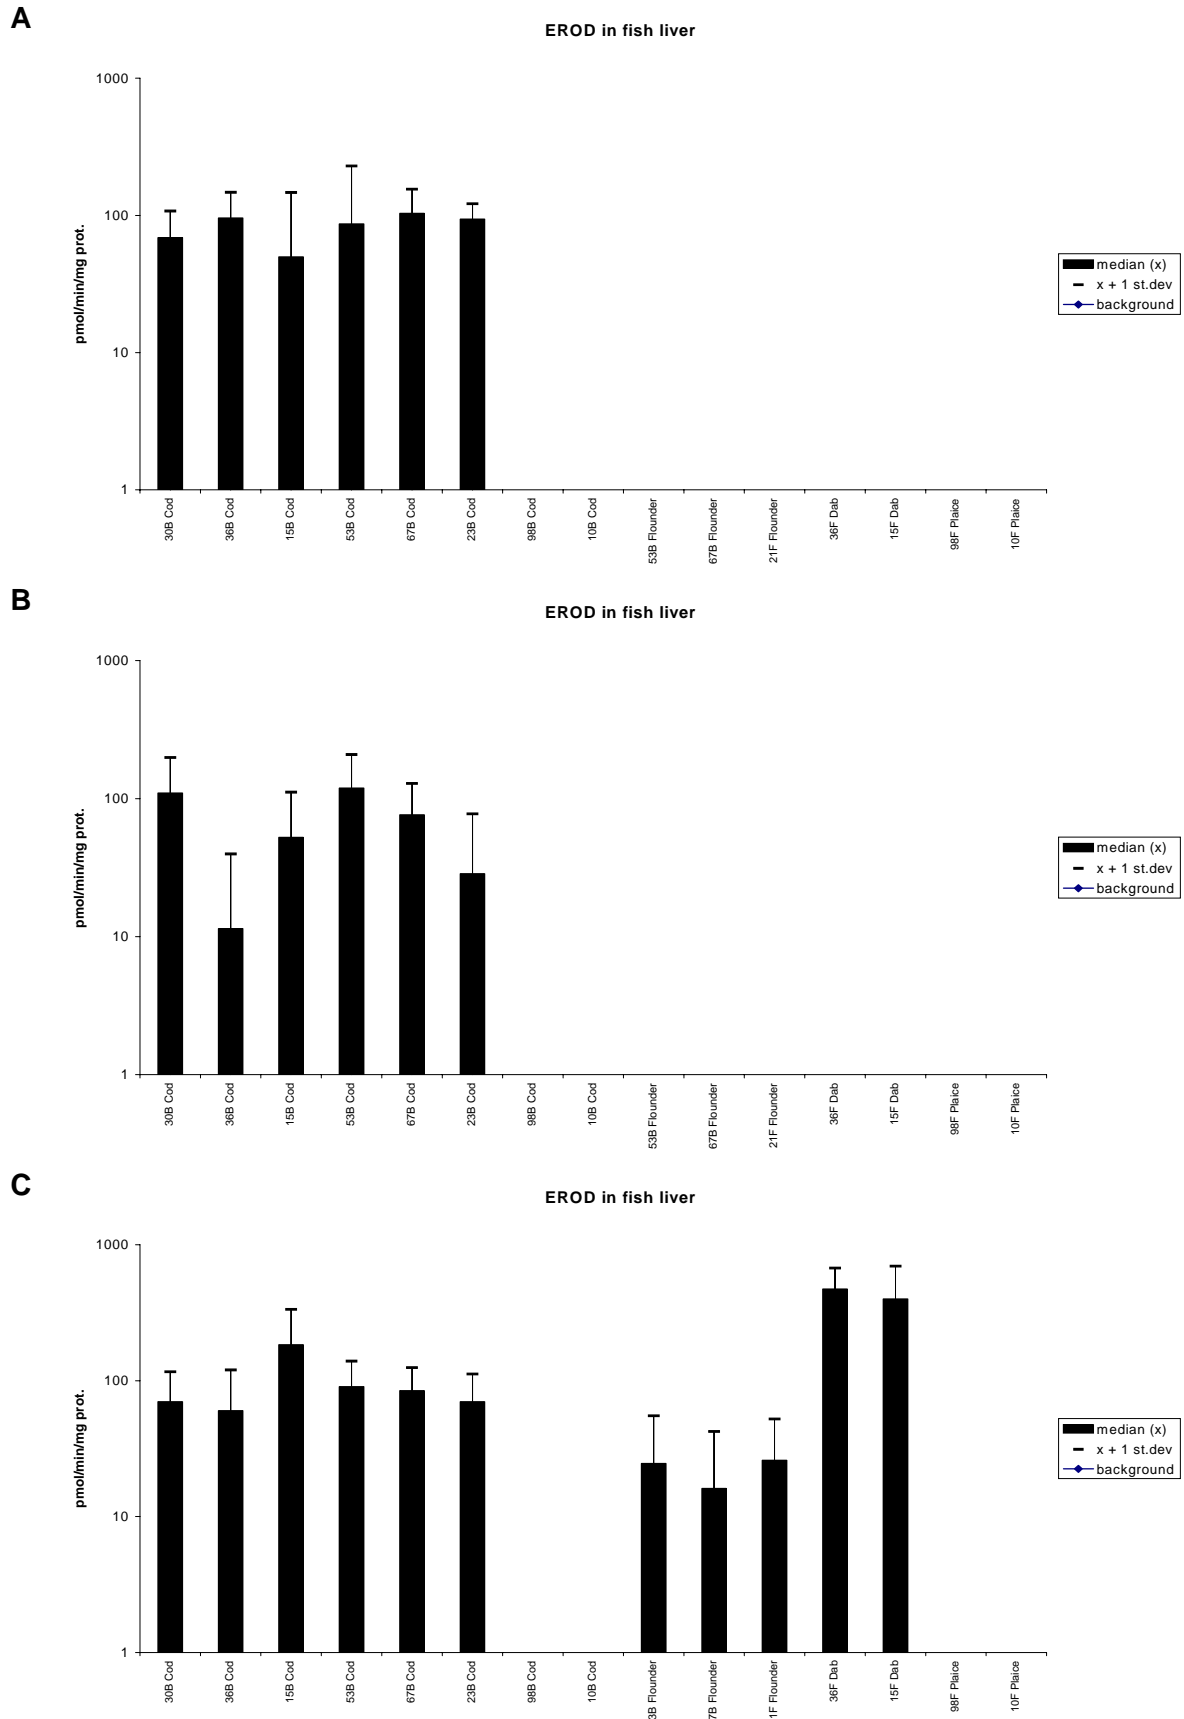 A
EROD in fish liver
pmol/min/mg prot.
1000
100
10
1
30B Cod
36B Cod
15B Cod
53B Cod
67B Cod
23B Cod
98B Cod
10B Cod
53B Flounder
67B Flounder
21F Flounder
36F Dab
15F Dab
98F Plaice
10F Plaice
median (x)
x + 1 st.dev
background
B
EROD in fish liver
pmol/min/mg prot.
1000
100
10
1
30B Cod
36B Cod
15B Cod
53B Cod
67B Cod
23B Cod
98B Cod
10B Cod
53B Flounder
67B Flounder
21F Flounder
36F Dab
15F Dab
98F Plaice
10F Plaice
median (x)
x + 1 st.dev
background
C
EROD in fish liver
pmol/min/mg prot.
1000
100
10
1
30B Cod
36B Cod
15B Cod
53B Cod
67B Cod
23B Cod
98B Cod
10B Cod
3B Flounder
7B Flounder
1F Flounder
36F Dab
15F Dab
98F Plaice
10F Plaice
median (x)
x + 1 st.dev
background